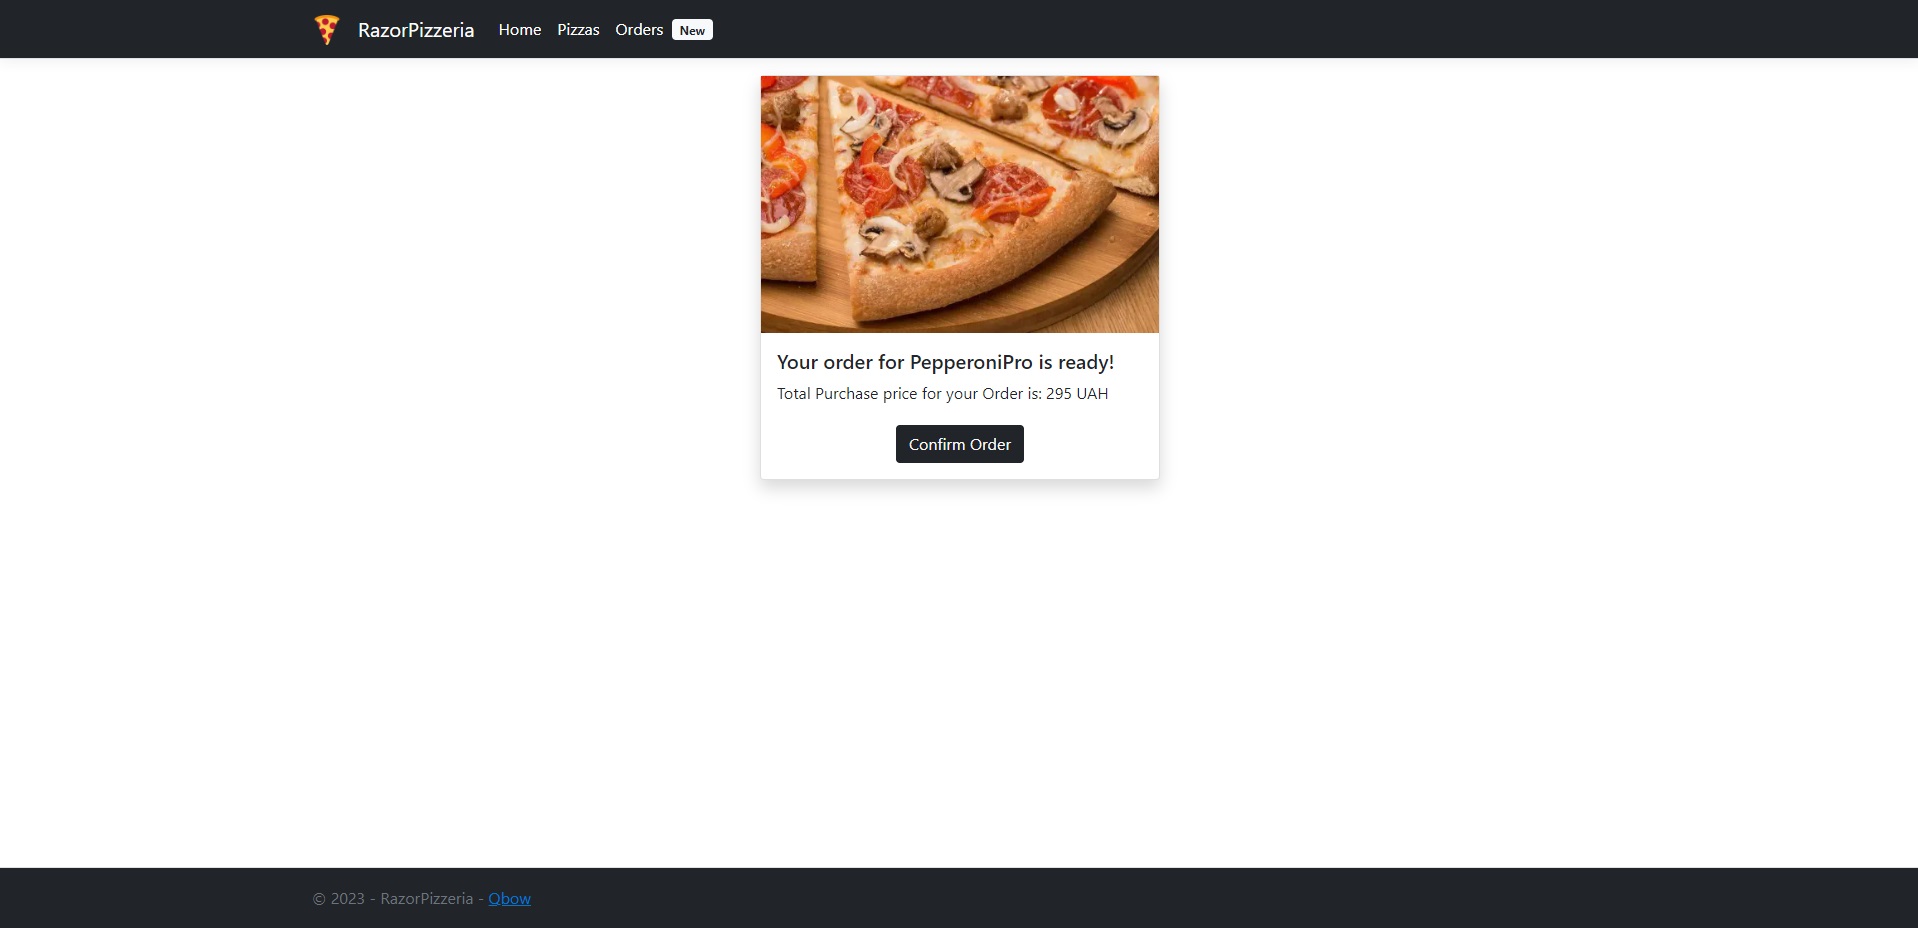 RazorPizzeria Home Pizzas Orders New
Your order for PepperoniPro is ready!
Total Purchase price for your Order is: 295 UAH
Confirm Order
© 2023 - RazorPizzeria - Qbow